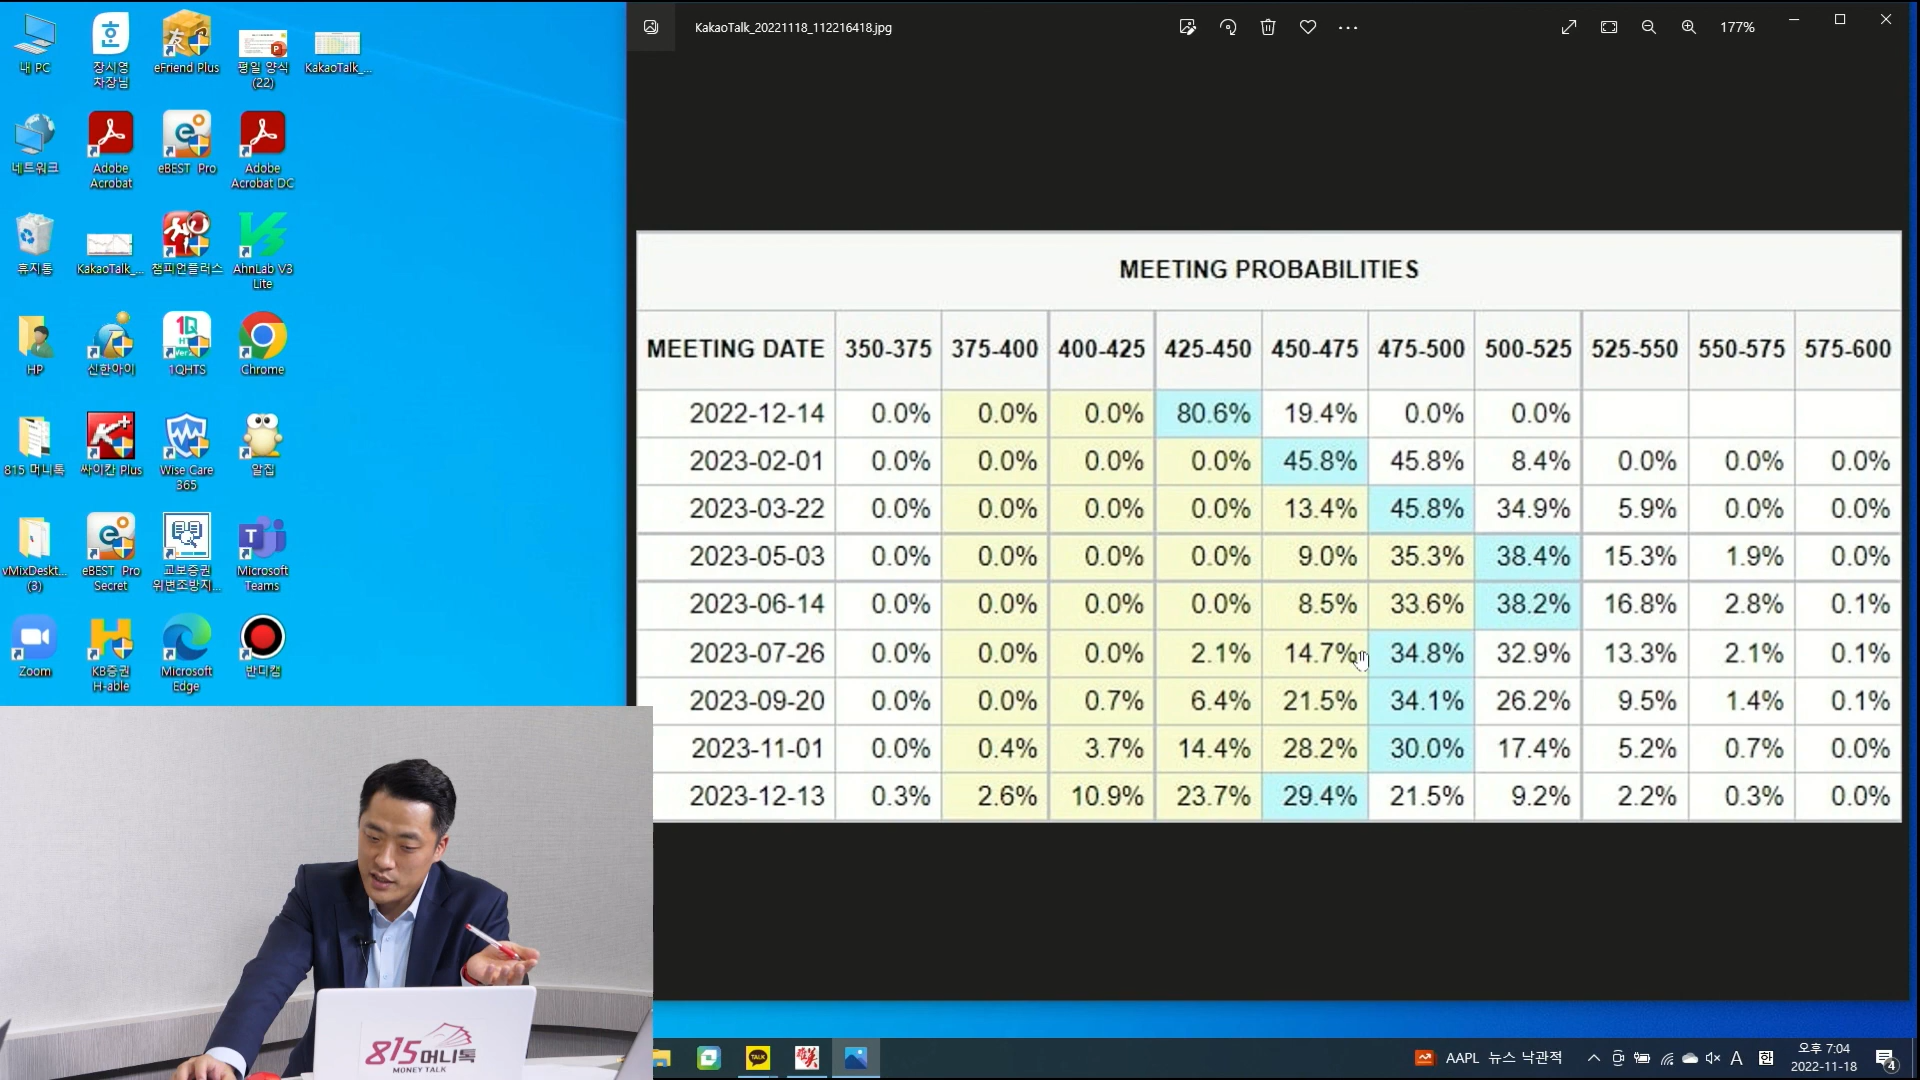 내 PC
장시영
차장님
eFriend Plus
평일 양식
(22)
KakaoTalk_...
네트워크
Adobe
Acrobat
eBEST Pro
Adobe
Acrobat DC
휴지통
KakaoTalk_...
챔피언플러스
AhnLab V3
Lite
HP
신한아이
1QHTS
Chrome
815 머니톡
싸이칸 Plus
Wise Care
365
알집
vMixDeskt...
(3)
eBEST Pro
Secret
교보증권
위변조방지...
Microsoft
Teams
Zoom
KB증권
H-able
Microsoft
Edge
반디캠
KakaoTalk_20221118_112216418.jpg
177%
MEETING PROBABILITIES
MEETING DATE 350-375 375-400 400-425 425-450 450-475 475-500 500-525 525-550 550-575 575-600
2022-12-14 0.0% 0.0% 0.0% 80.6% 19.4% 0.0% 0.0%
2023-02-01 0.0% 0.0% 0.0% 0.0% 45.8% 45.8% 8.4% 0.0% 0.0% 0.0%
2023-03-22 0.0% 0.0% 0.0% 0.0% 13.4% 45.8% 34.9% 5.9% 0.0% 0.0%
2023-05-03 0.0% 0.0% 0.0% 0.0% 9.0% 35.3% 38.4% 15.3% 1.9% 0.0%
2023-06-14 0.0% 0.0% 0.0% 0.0% 8.5% 33.6% 38.2% 16.8% 2.8% 0.1%
2023-07-26 0.0% 0.0% 0.0% 2.1% 14.7% 34.8% 32.9% 13.3% 2.1% 0.1%
2023-09-20 0.0% 0.0% 0.7% 6.4% 21.5% 34.1% 26.2% 9.5% 1.4% 0.1%
2023-11-01 0.0% 0.4% 3.7% 14.4% 28.2% 30.0% 17.4% 5.2% 0.7% 0.0%
2023-12-13 0.3% 2.6% 10.9% 23.7% 29.4% 21.5% 9.2% 2.2% 0.3% 0.0%
815머니톡
MONEY TALK
TALK
AAPL 뉴스 낙관적
A
한
오후 7:04
2022-11-18
4